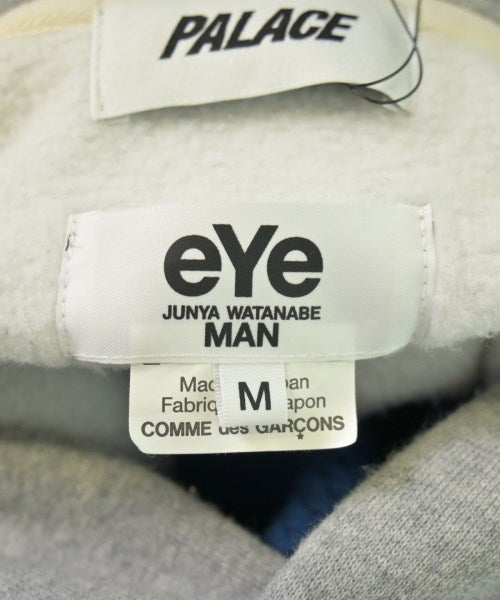 PALACE
eYe
JUNYA WATANABE
MAN
M
COMME des GARÇONS